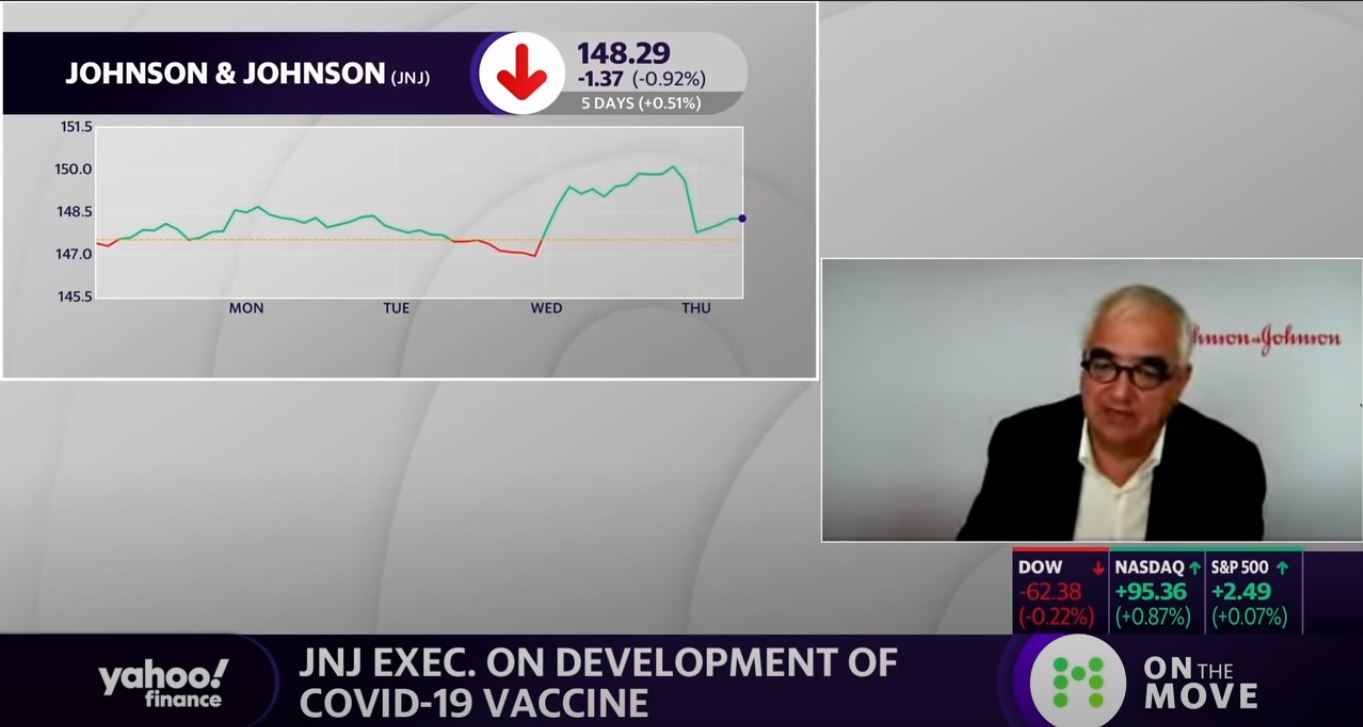 JOHNSON & JOHNSON (JNJ)
148.29
-1.37 (-0.92%)
5 DAYS (+0.51%)
151.5
150.0
148.5
147.0
145.5
MON TUE WED THU
hnson-Johnson
DOW
-62.38
(-0.22%)
NASDAQ
+95.36
(+0.87%)
S&P 500
+2.49
(+0.07%)
yahoo!
finance
JNJ EXEC. ON DEVELOPMENT OF
COVID-19 VACCINE
ON THE
MOVE